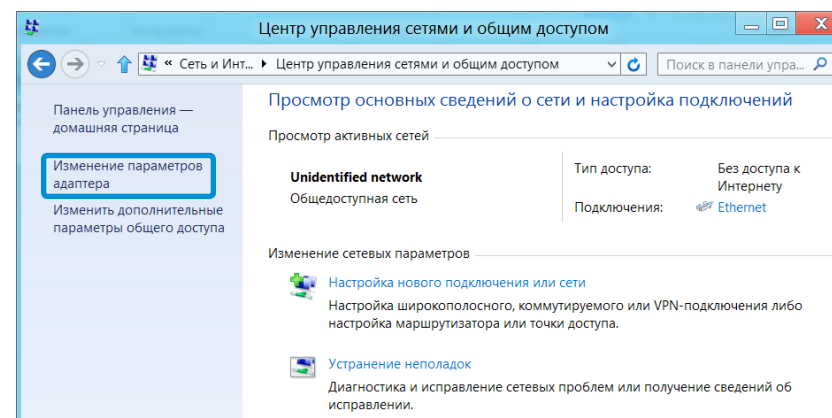 Центр управления сетями и общим доступом
« Сеть и Инт... ▸ Центр управления сетями и общим доступом
Поиск в панели упра...
Панель управления —
домашняя страница
Изменение параметров
адаптера
Изменить дополнительные
параметры общего доступа
Просмотр основных сведений о сети и настройка подключений
Просмотр активных сетей
Unidentified network
Общедоступная сеть
Тип доступа: Без доступа к
Интернету
Подключения: Ethernet
Изменение сетевых параметров
Настройка нового подключения или сети
Настройка широкополосного, коммутируемого или VPN-подключения либо
настройка маршрутизатора или точки доступа.
Устранение неполадок
Диагностика и исправление сетевых проблем или получение сведений об
исправлении.